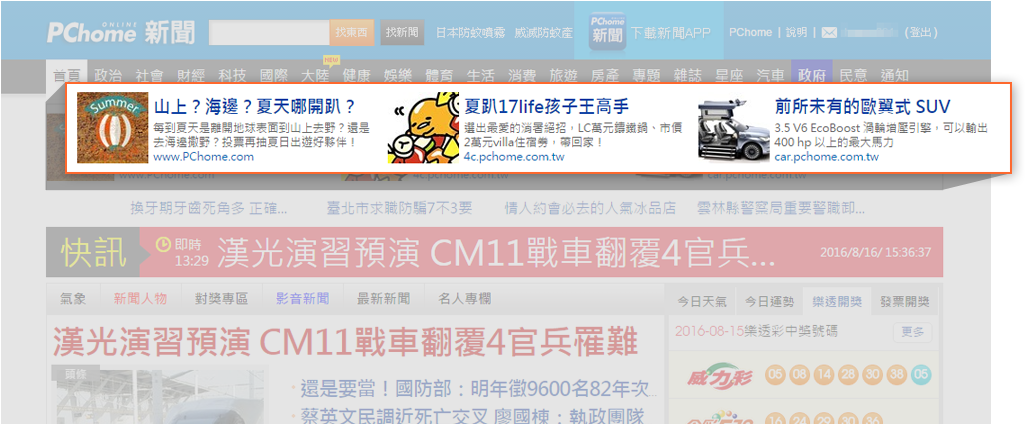 PChome ONLINE 新聞
找東西
找新聞
日本防蚊噴霧 威滅防蚊產
PChome 新聞
下載新聞APP
PChome | 說明 |
(登出)
首頁 政治 社會 財經 科技 國際 大陸 健康 娛樂 體育 生活 消費 旅遊 房產 專題 雜誌 星座 汽車 政府 民意 通知
Summer
山上？海邊？夏天哪開趴？
每到夏天是離開地球表面到山上去野？還是
去海邊撒野？投票再抽夏日出遊好夥伴！
www.PChome.com
夏趴17life孩子王高手
選出最愛的消署絕招，LC萬元鑄鐵鍋、市價
2萬元villa住宿券，帶回家！
4c.pchome.com.tw
前所未有的歐翼式 SUV
3.5 V6 EcoBoost 渦輪增壓引擎，可以輸出
400 hp 以上的最大馬力
car.pchome.com.tw
www.PChome.com
4c.pchome.com.tw
car.pchome.com.tw
換牙期牙齒死角多 正確...
臺北市求職防騙7不3要
情人約會必去的人氣冰品店
雲林縣警察局重要警職卸...
快訊
即時
13:29
漢光演習預演 CM11戰車翻覆4官兵...
2016/8/16/ 15:36:37
氣象
新聞人物
對獎專區
影音新聞
最新新聞
名人專欄
今日天氣
今日運勢
樂透開獎
發票開獎
漢光演習預演 CM11戰車翻覆4官兵罹難
2016-08-15樂透彩中獎號碼
更多
還是要當！國防部：明年徵9600名82年次...
威力彩
05 08 14 28 30 38 05
蔡英文民調近死亡交叉 廖國棟：執政團隊
16 24 29 30 36